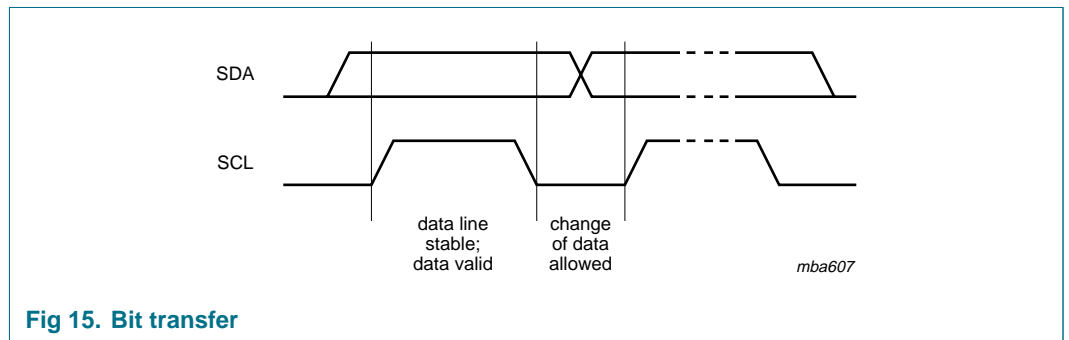 SDA
SCL
data line
stable;
data valid
change
of data
allowed
mba607
Fig 15. Bit transfer